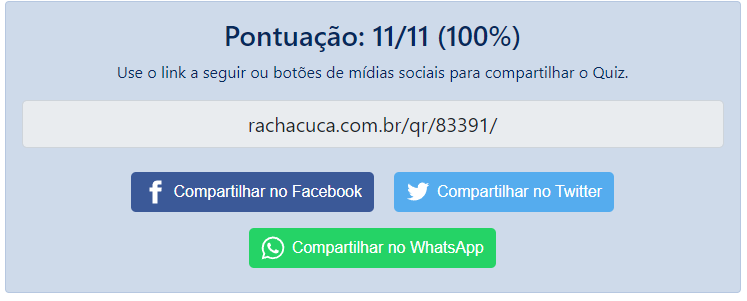 Pontuação: 11/11 (100%)
Use o link a seguir ou botões de mídias sociais para compartilhar o Quiz.
rachacuca.com.br/qr/83391/
Compartilhar no Facebook
Compartilhar no Twitter
Compartilhar no WhatsApp